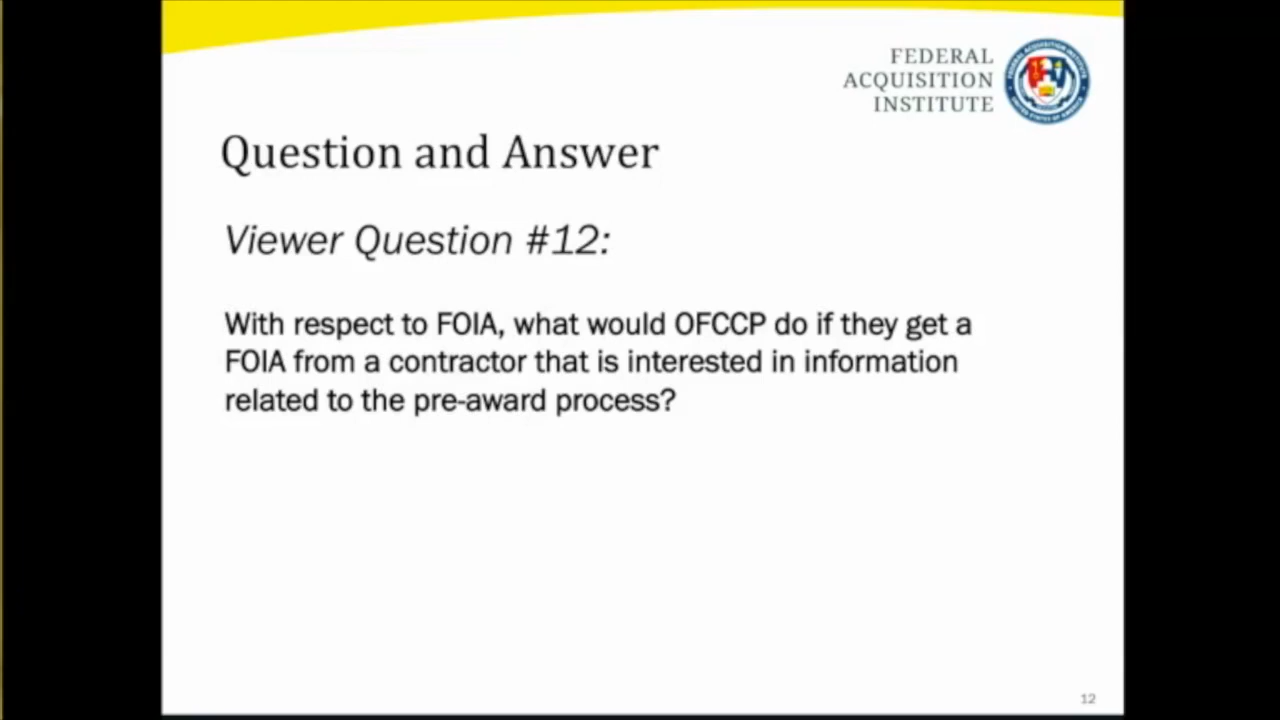 FEDERAL
ACQUISITION
INSTITUTE
Question and Answer
Viewer Question #12:
With respect to FOIA, what would OFCCP do if they get a
FOIA from a contractor that is interested in information
related to the pre-award process?
12